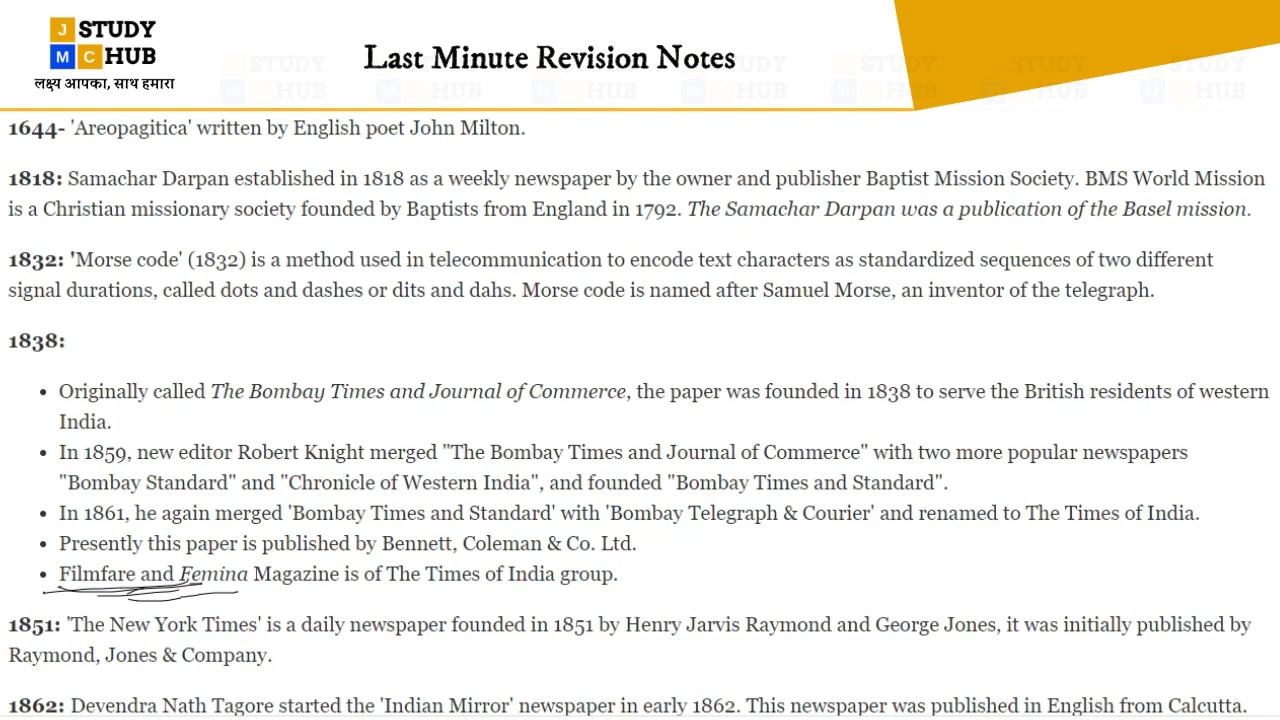 J STUDY
M C HUB
लक्ष्य आपका, साथ हमारा
Last Minute Revision Notes
1644- 'Areopagitica' written by English poet John Milton.
1818: Samachar Darpan established in 1818 as a weekly newspaper by the owner and publisher Baptist Mission Society. BMS World Mission
is a Christian missionary society founded by Baptists from England in 1792. The Samachar Darpan was a publication of the Basel mission.
1832: 'Morse code' (1832) is a method used in telecommunication to encode text characters as standardized sequences of two different
signal durations, called dots and dashes or dits and dahs. Morse code is named after Samuel Morse, an inventor of the telegraph.
1838:
• Originally called The Bombay Times and Journal of Commerce, the paper was founded in 1838 to serve the British residents of western
India.
• In 1859, new editor Robert Knight merged "The Bombay Times and Journal of Commerce" with two more popular newspapers
"Bombay Standard" and "Chronicle of Western India", and founded "Bombay Times and Standard".
• In 1861, he again merged 'Bombay Times and Standard' with 'Bombay Telegraph & Courier' and renamed to The Times of India.
• Presently this paper is published by Bennett, Coleman & Co. Ltd.
• Filmfare and Femina Magazine is of The Times of India group.
1851: 'The New York Times' is a daily newspaper founded in 1851 by Henry Jarvis Raymond and George Jones, it was initially published by
Raymond, Jones & Company.
1862: Devendra Nath Tagore started the 'Indian Mirror' newspaper in early 1862. This newspaper was published in English from Calcutta.